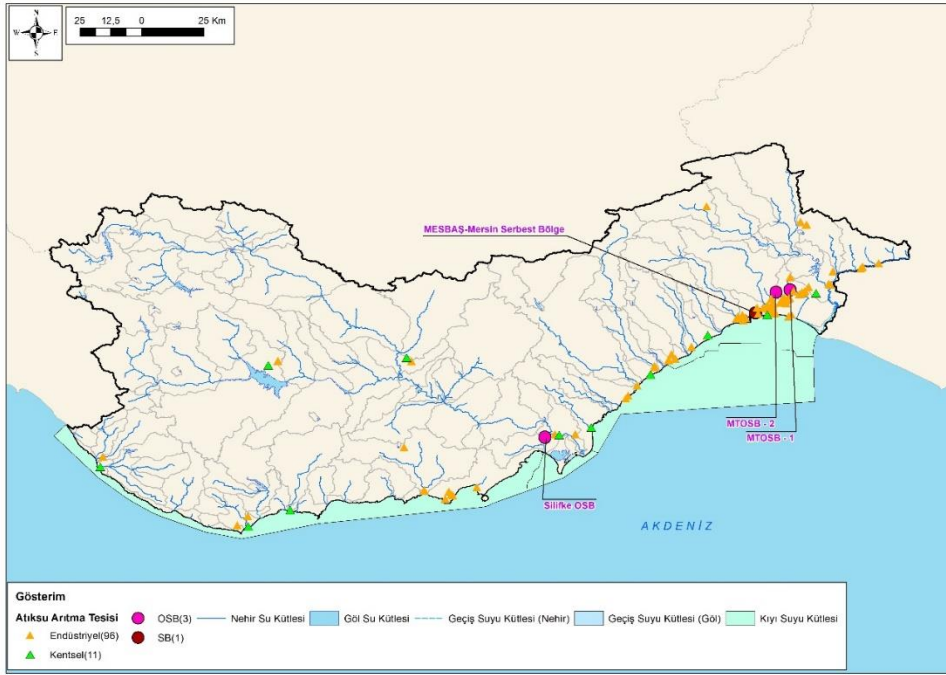 25 12,5 0 25 Km
N
W E
S
MESBAŞ-Mersin Serbest Bölge
MTOSB - 2
MTOSB - 1
Silifke OSB
AKDENİZ
Gösterim
Atıksu Arıtma Tesisi
Endüstriyel(96)
Kentsel(11)
OSB(3)
SB(1)
Nehir Su Kütlesi
Göl Su Kütlesi
Geçiş Suyu Kütlesi (Nehir)
Geçiş Suyu Kütlesi (Göl)
Kıyı Suyu Kütlesi